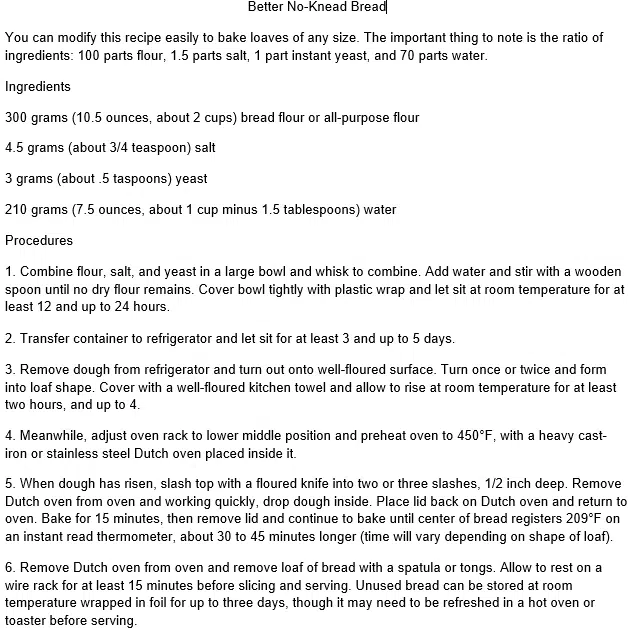 Better No-Knead Bread
You can modify this recipe easily to bake loaves of any size. The important thing to note is the ratio of
ingredients: 100 parts flour, 1.5 parts salt, 1 part instant yeast, and 70 parts water.
Ingredients
300 grams (10.5 ounces, about 2 cups) bread flour or all-purpose flour
4.5 grams (about 3/4 teaspoon) salt
3 grams (about .5 taspoons) yeast
210 grams (7.5 ounces, about 1 cup minus 1.5 tablespoons) water
Procedures
1. Combine flour, salt, and yeast in a large bowl and whisk to combine. Add water and stir with a wooden
spoon until no dry flour remains. Cover bowl tightly with plastic wrap and let sit at room temperature for at
least 12 and up to 24 hours.
2. Transfer container to refrigerator and let sit for at least 3 and up to 5 days.
3. Remove dough from refrigerator and turn out onto well-floured surface. Turn once or twice and form
into loaf shape. Cover with a well-floured kitchen towel and allow to rise at room temperature for at least
two hours, and up to 4.
4. Meanwhile, adjust oven rack to lower middle position and preheat oven to 450°F, with a heavy cast-
iron or stainless steel Dutch oven placed inside it.
5. When dough has risen, slash top with a floured knife into two or three slashes, 1/2 inch deep. Remove
Dutch oven from oven and working quickly, drop dough inside. Place lid back on Dutch oven and return to
oven. Bake for 15 minutes, then remove lid and continue to bake until center of bread registers 209°F on
an instant read thermometer, about 30 to 45 minutes longer (time will vary depending on shape of loaf).
6. Remove Dutch oven from oven and remove loaf of bread with a spatula or tongs. Allow to rest on a
wire rack for at least 15 minutes before slicing and serving. Unused bread can be stored at room
temperature wrapped in foil for up to three days, though it may need to be refreshed in a hot oven or
toaster before serving.